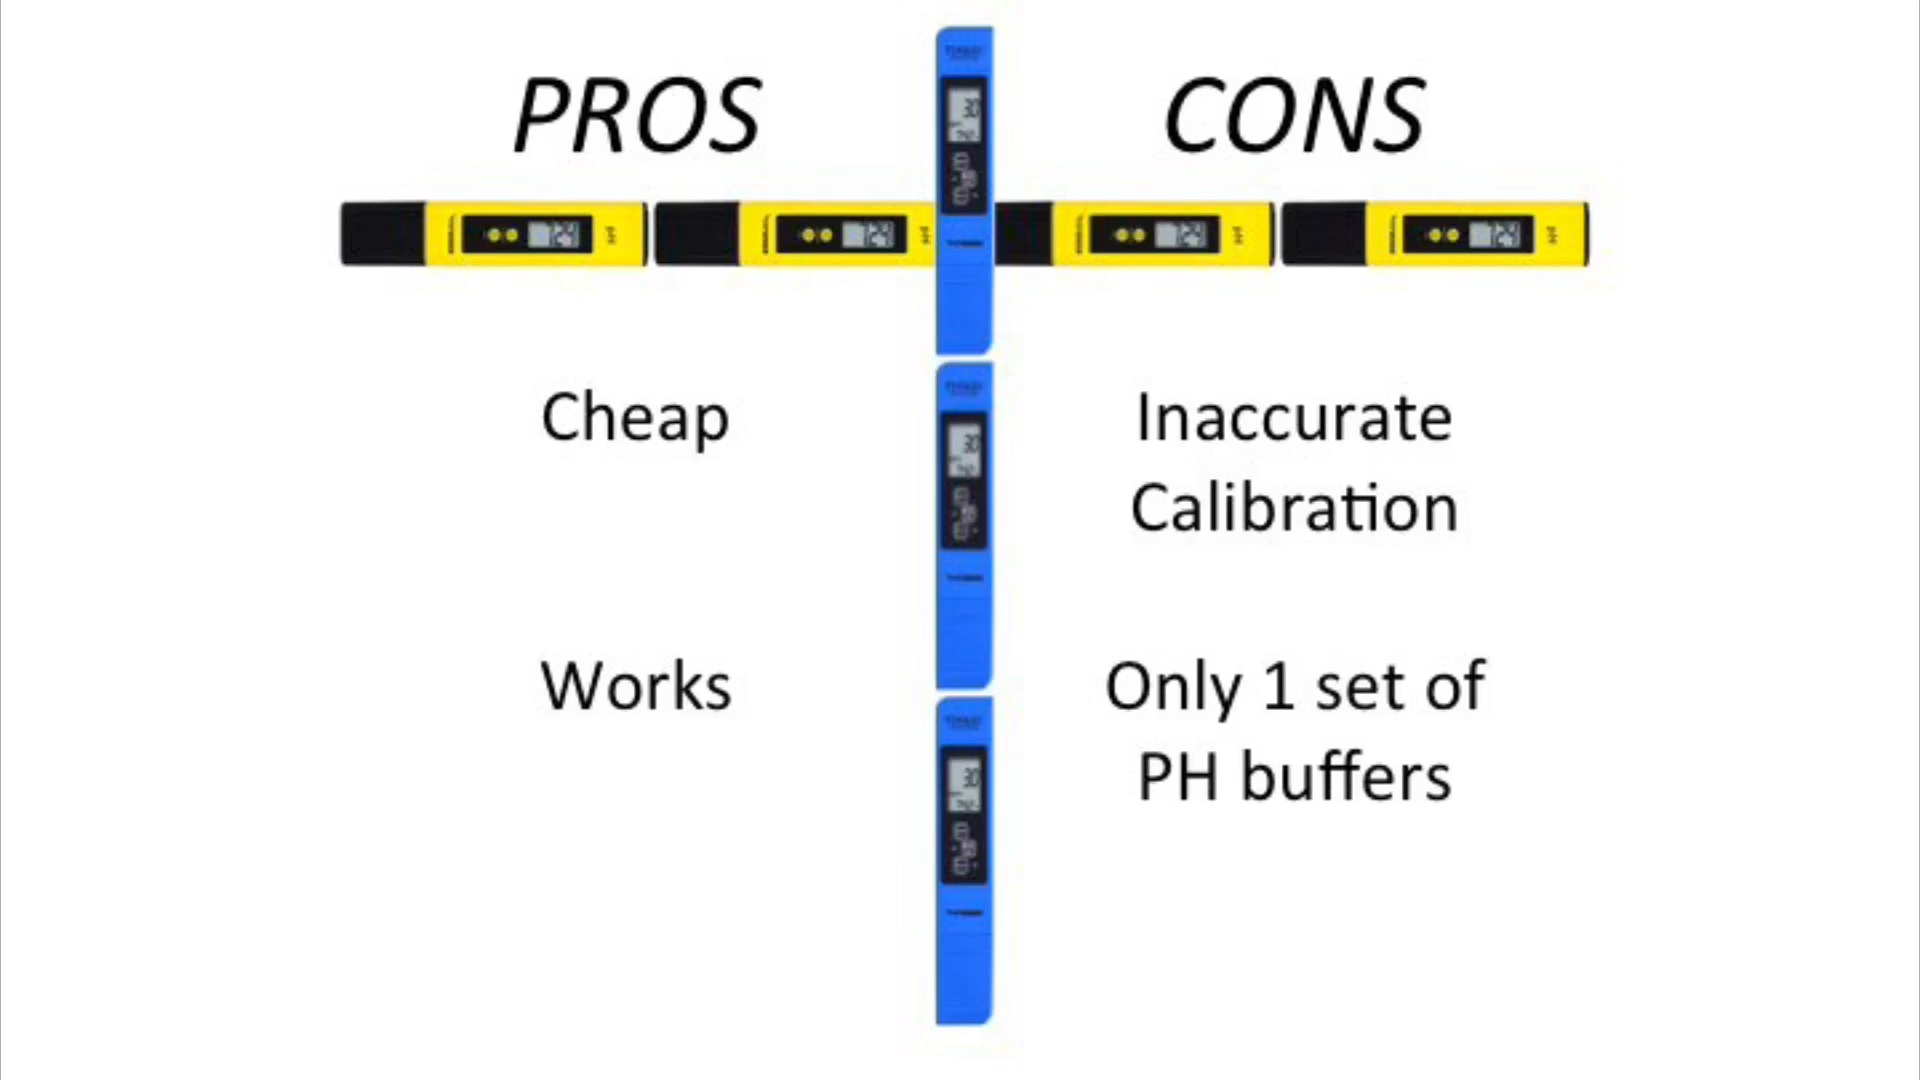 PROS
CONS
Cheap
Inaccurate
Calibration
Works
Only 1 set of
PH buffers